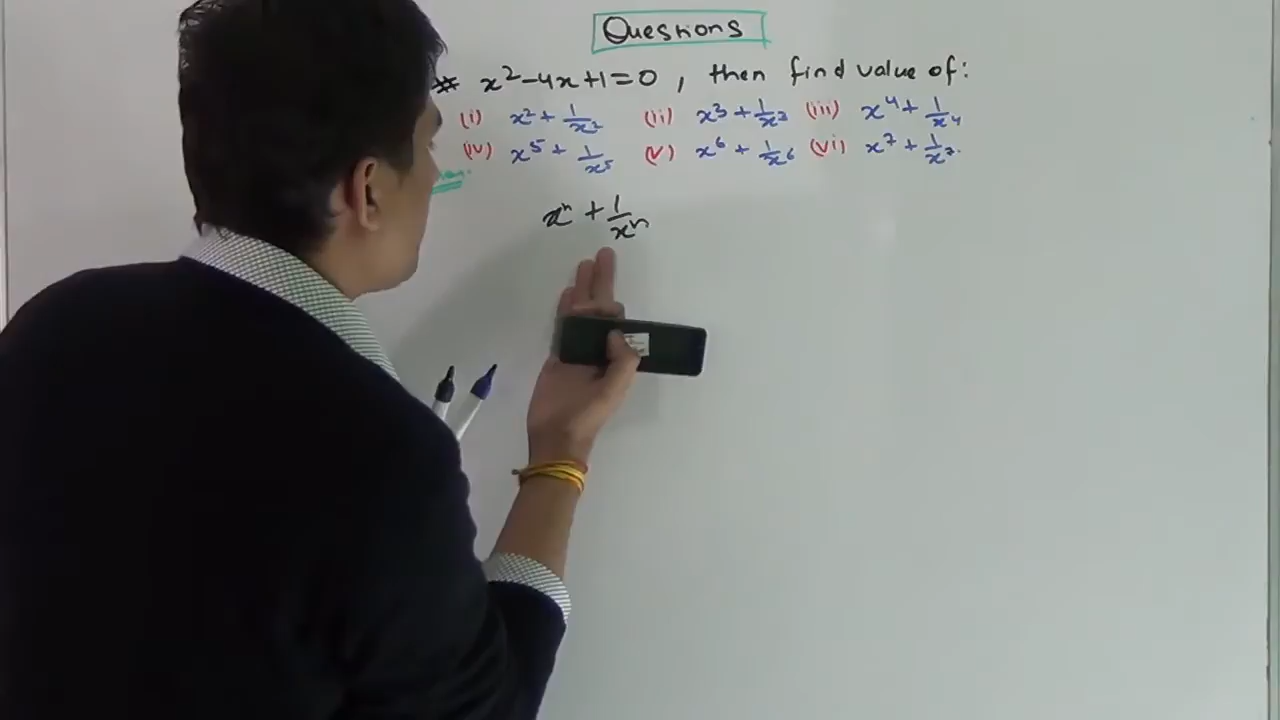 Questions
* x² - 4x + 1 = 0 , then find value of :
(i) x² + 1/x² (ii) x³ + 1/x³ (iii) x⁴ + 1/x⁴
(iv) x⁵ + 1/x⁵ (v) x⁶ + 1/x⁶ (vi) x⁷ + 1/x⁷.
xⁿ + 1/xⁿ